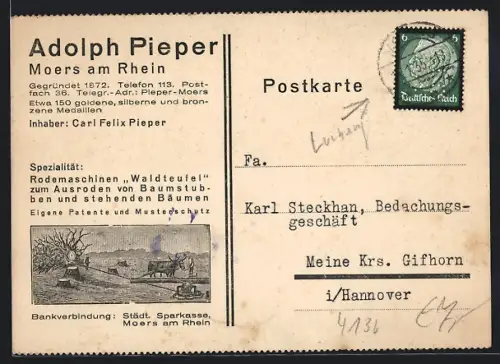 Adolph Pieper
Moers am Rhein
Gegründet 1872. Telefon 113. Post-
fach 36. Telegr.-Adr.: Pieper-Moers
Etwa 150 goldene, silberne und bron-
zene Medaillen
Inhaber: Carl Felix Pieper
Spezialität:
Rodemaschinen „Waldteufel"
zum Ausroden von Baumstub-
ben und stehenden Bäumen
Eigene Patente und Musterschutz
Bankverbindung: Städt. Sparkasse,
Moers am Rhein
6 6
Deutsches Reich
Postkarte
Fa.
Karl Steckhan, Bedachungs-
geschäft
Meine Krs. Gifhorn
i/Hannover
4136